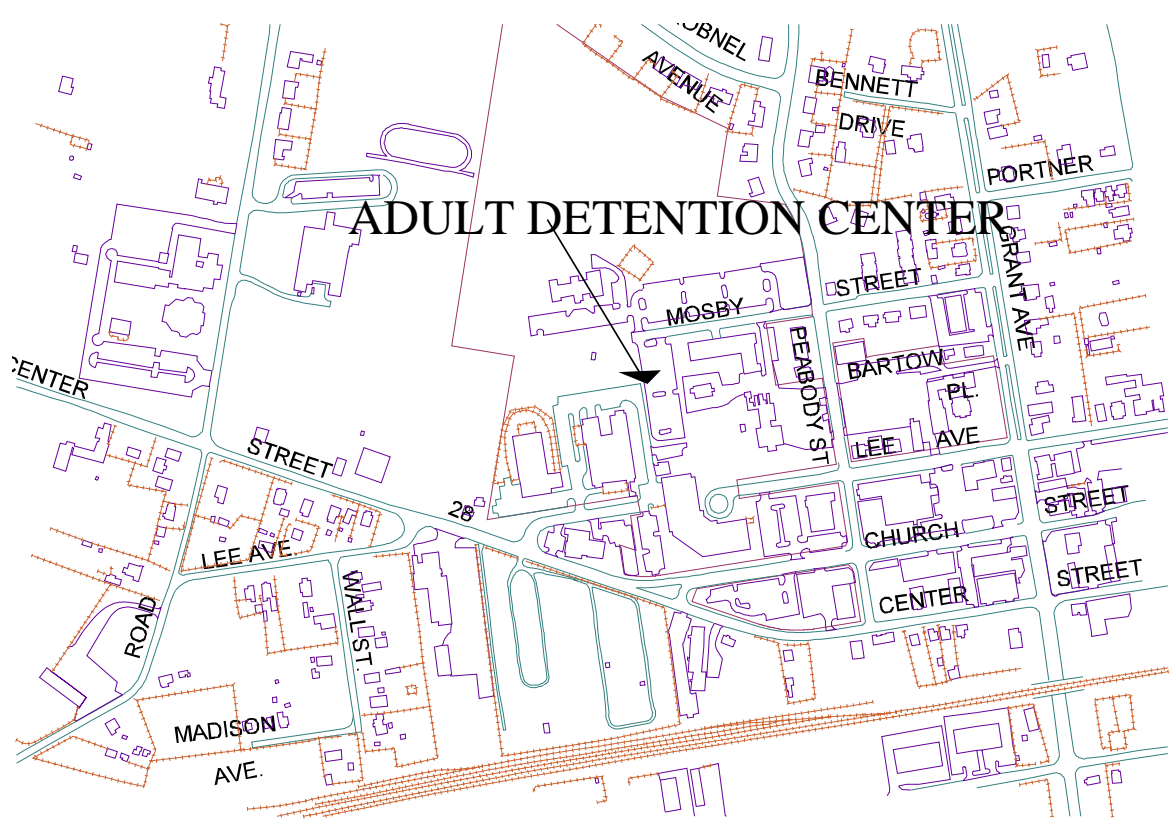 AVENUE
BENNETT
DRIVE
PORTNER
ADULT DETENTION CENTER
GRANT AVE
STREET
MOSBY
PEABODY ST
BARTOW
PL.
CENTER
STREET
LEE AVE
28
STREET
CHURCH
LEE AVE.
WALL ST.
STREET
CENTER
ROAD
MADISON
AVE.